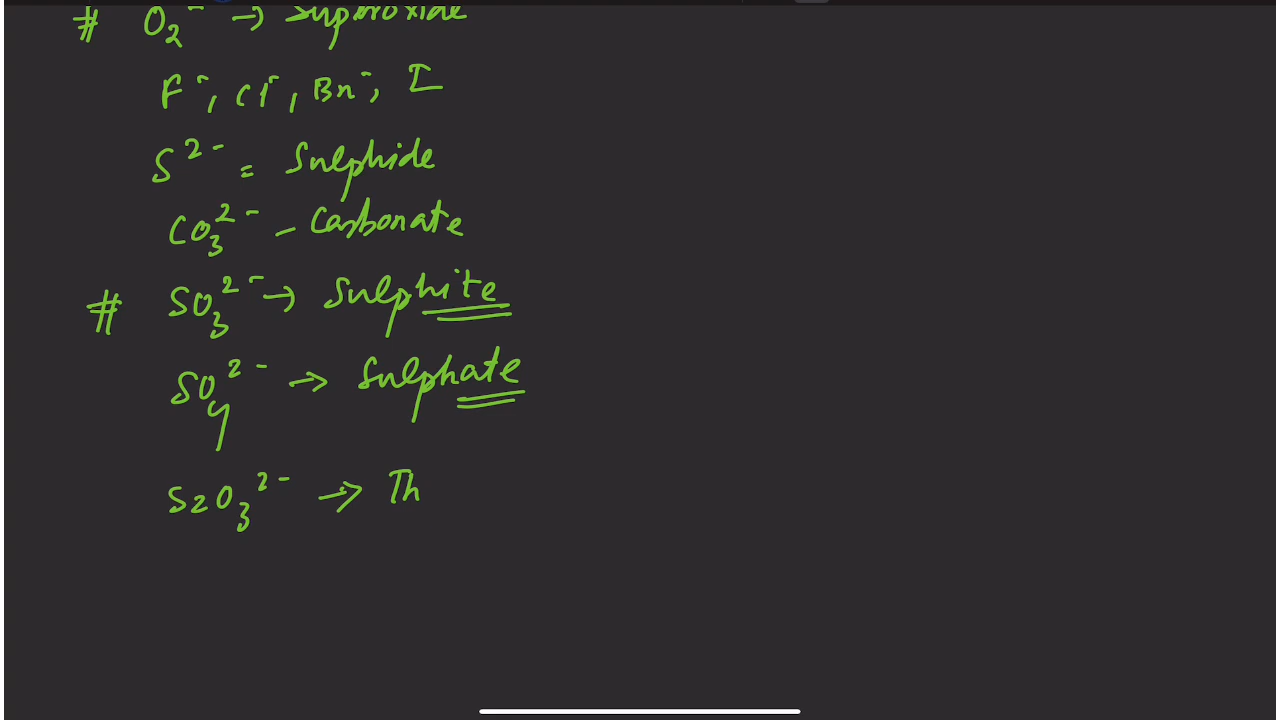 # O₂⁻ → Superoxide
F⁻, Cl⁻, Br⁻, I⁻
S²⁻ = Sulphide
CO₃²⁻ - Carbonate
# SO₃²⁻ → Sulphite
SO₄²⁻ → Sulphate
S₂O₃²⁻ → Th